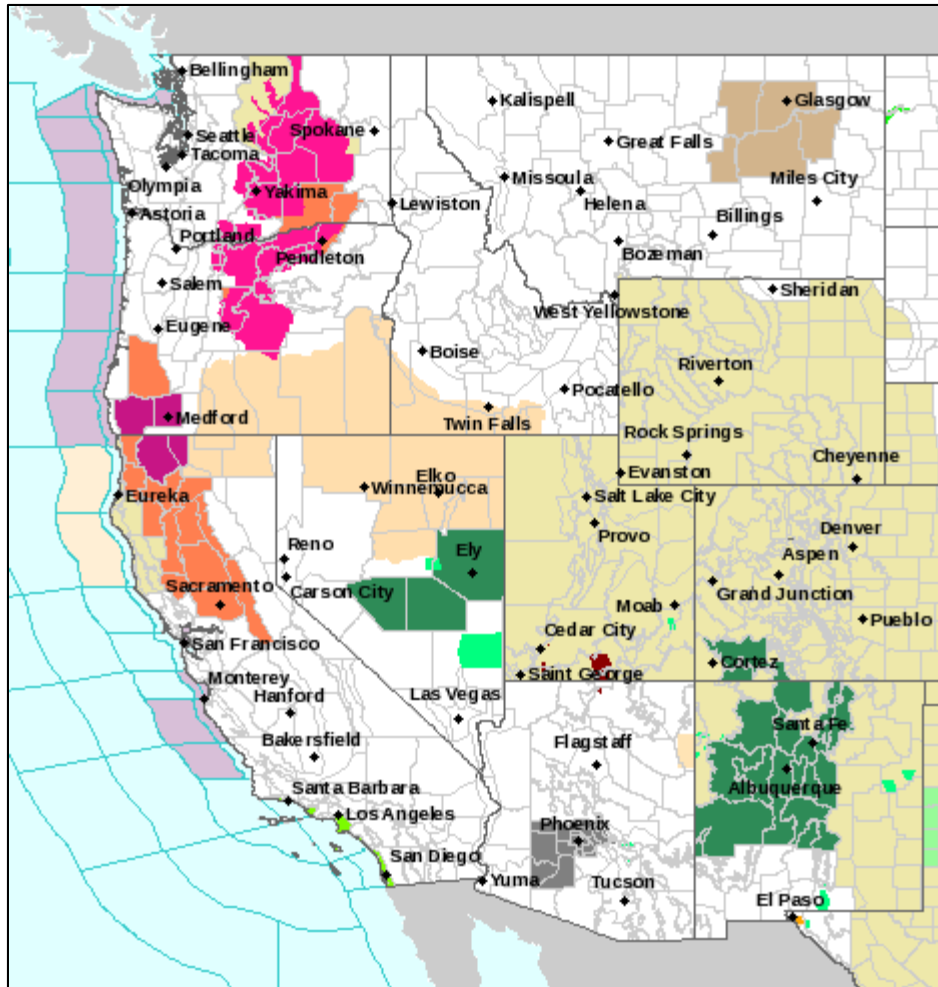 Bellingham
Kalispell
Glasgow
Spokane
Seattle
Great Falls
Tacoma
Miles City
Olympia
Yakima
Missoula
Helena
Lewiston
Astoria
Billings
Portland
Pendleton
Bozeman
Salem
Sheridan
West Yellowstone
Eugene
Boise
Riverton
Pocatello
Medford
Twin Falls
Rock Springs
Cheyenne
Elko
Evanston
Winnemucca
Eureka
Salt Lake City
Provo
Denver
Reno
Ely
Aspen
Sacramento
Carson City
Grand Junction
Moab
Pueblo
San Francisco
Cedar City
Cortez
Saint George
Monterey
Hanford
Las Vegas
Santa Fe
Bakersfield
Flagstaff
Albuquerque
Santa Barbara
Los Angeles
Phoenix
San Diego
Yuma
Tucson
El Paso